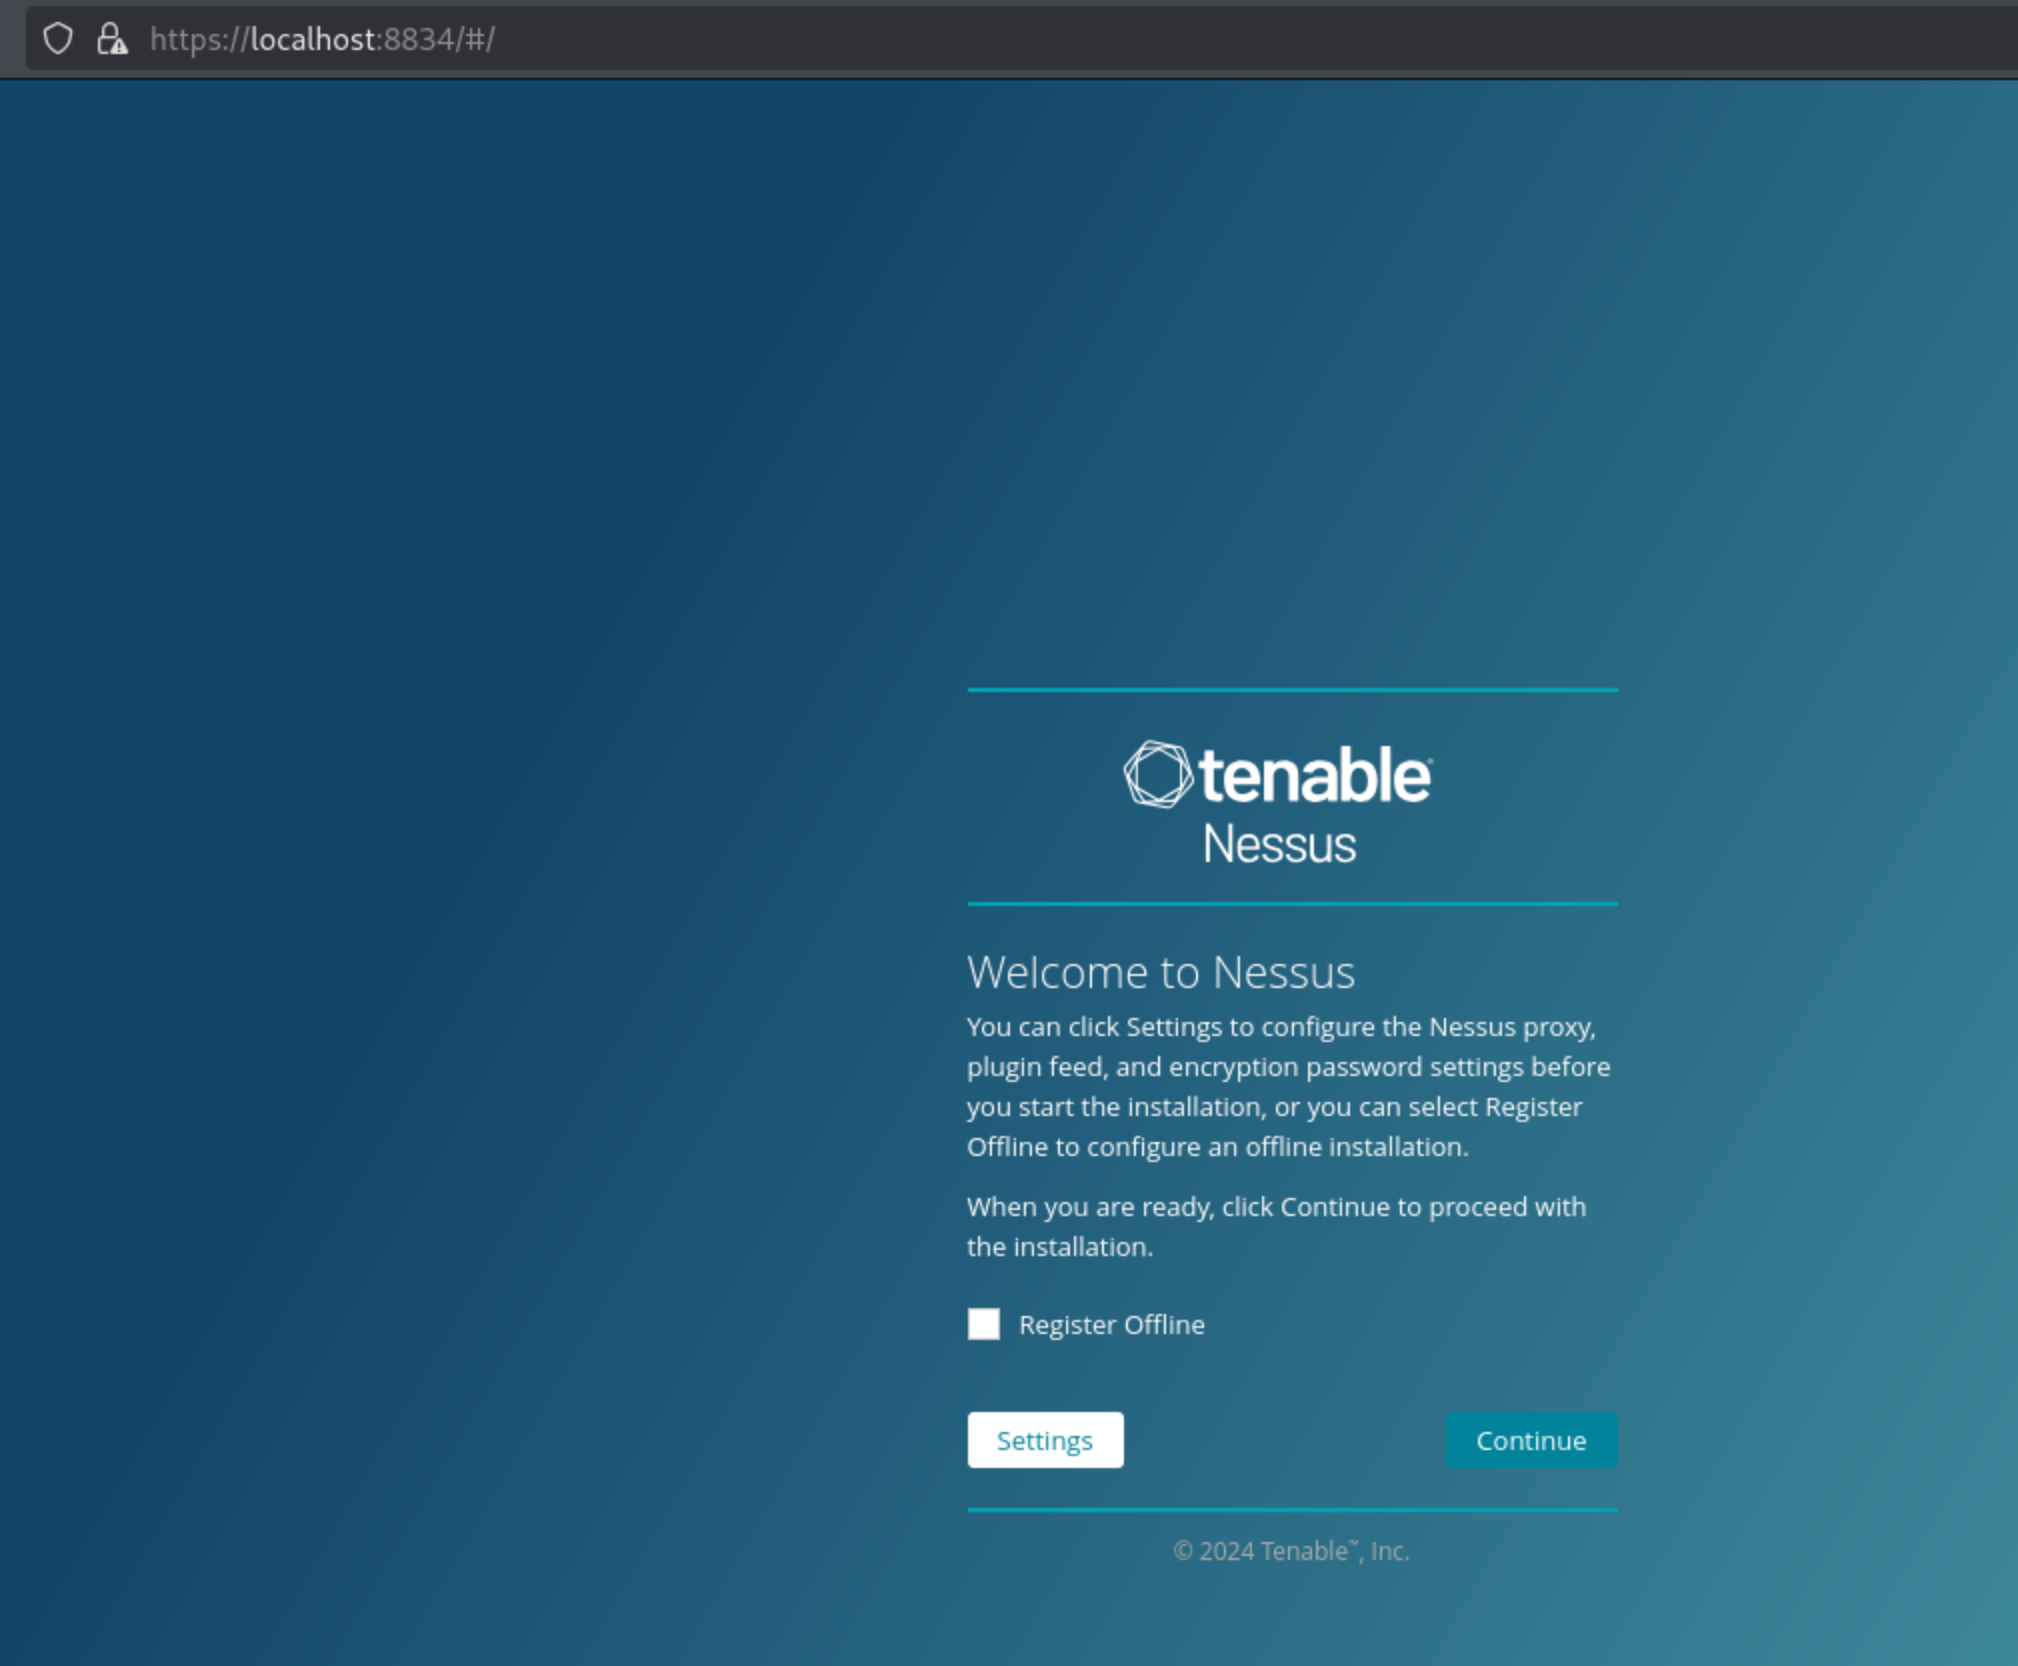 https://localhost:8834/#/
tenable
Nessus
Welcome to Nessus
You can click Settings to configure the Nessus proxy,
plugin feed, and encryption password settings before
you start the installation, or you can select Register
Offline to configure an offline installation.
When you are ready, click Continue to proceed with
the installation.
Register Offline
Settings
Continue
© 2024 Tenable™, Inc.